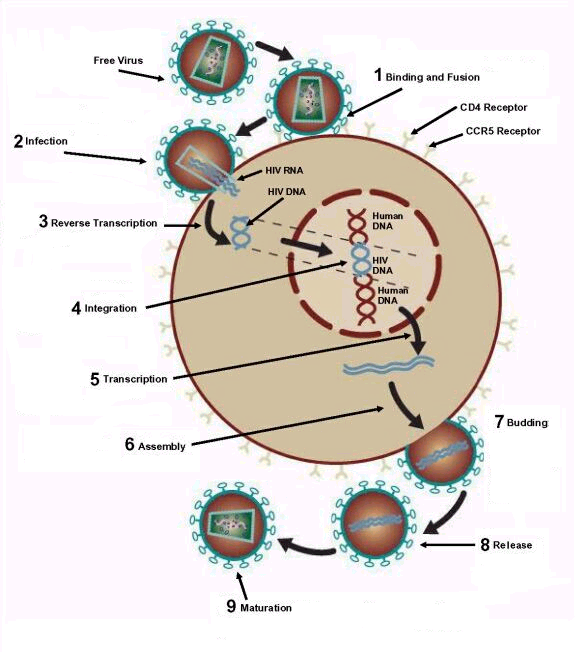 Free Virus
1 Binding and Fusion
CD4 Receptor
CCR5 Receptor
2 Infection
HIV RNA
HIV DNA
3 Reverse Transcription
Human
DNA
HIV
DNA
Human
DNA
4 Integration
5 Transcription
6 Assembly
7 Budding
8 Release
9 Maturation